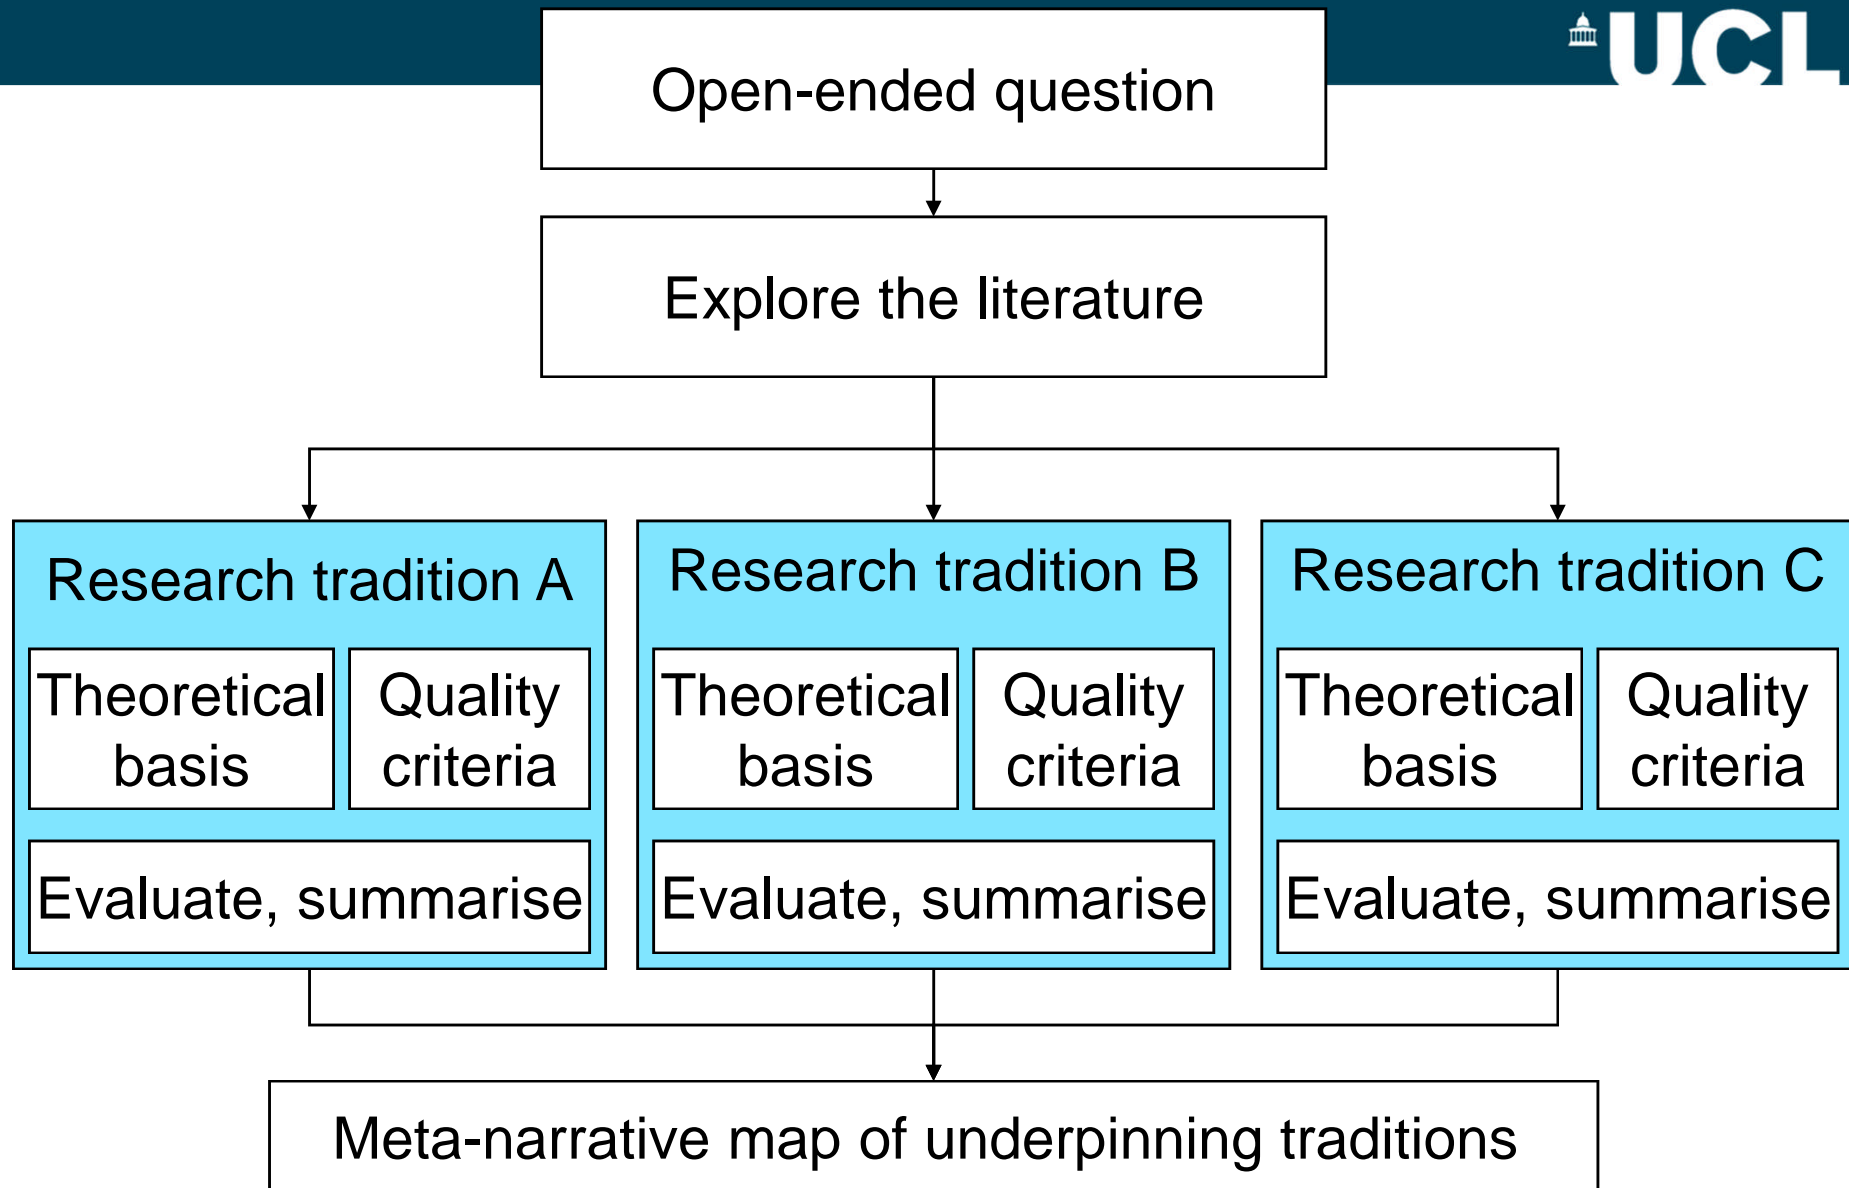 UCL
Open-ended question
Explore the literature
Research tradition A
Theoretical
basis
Quality
criteria
Evaluate, summarise
Research tradition B
Theoretical
basis
Quality
criteria
Evaluate, summarise
Research tradition C
Theoretical
basis
Quality
criteria
Evaluate, summarise
Meta-narrative map of underpinning traditions